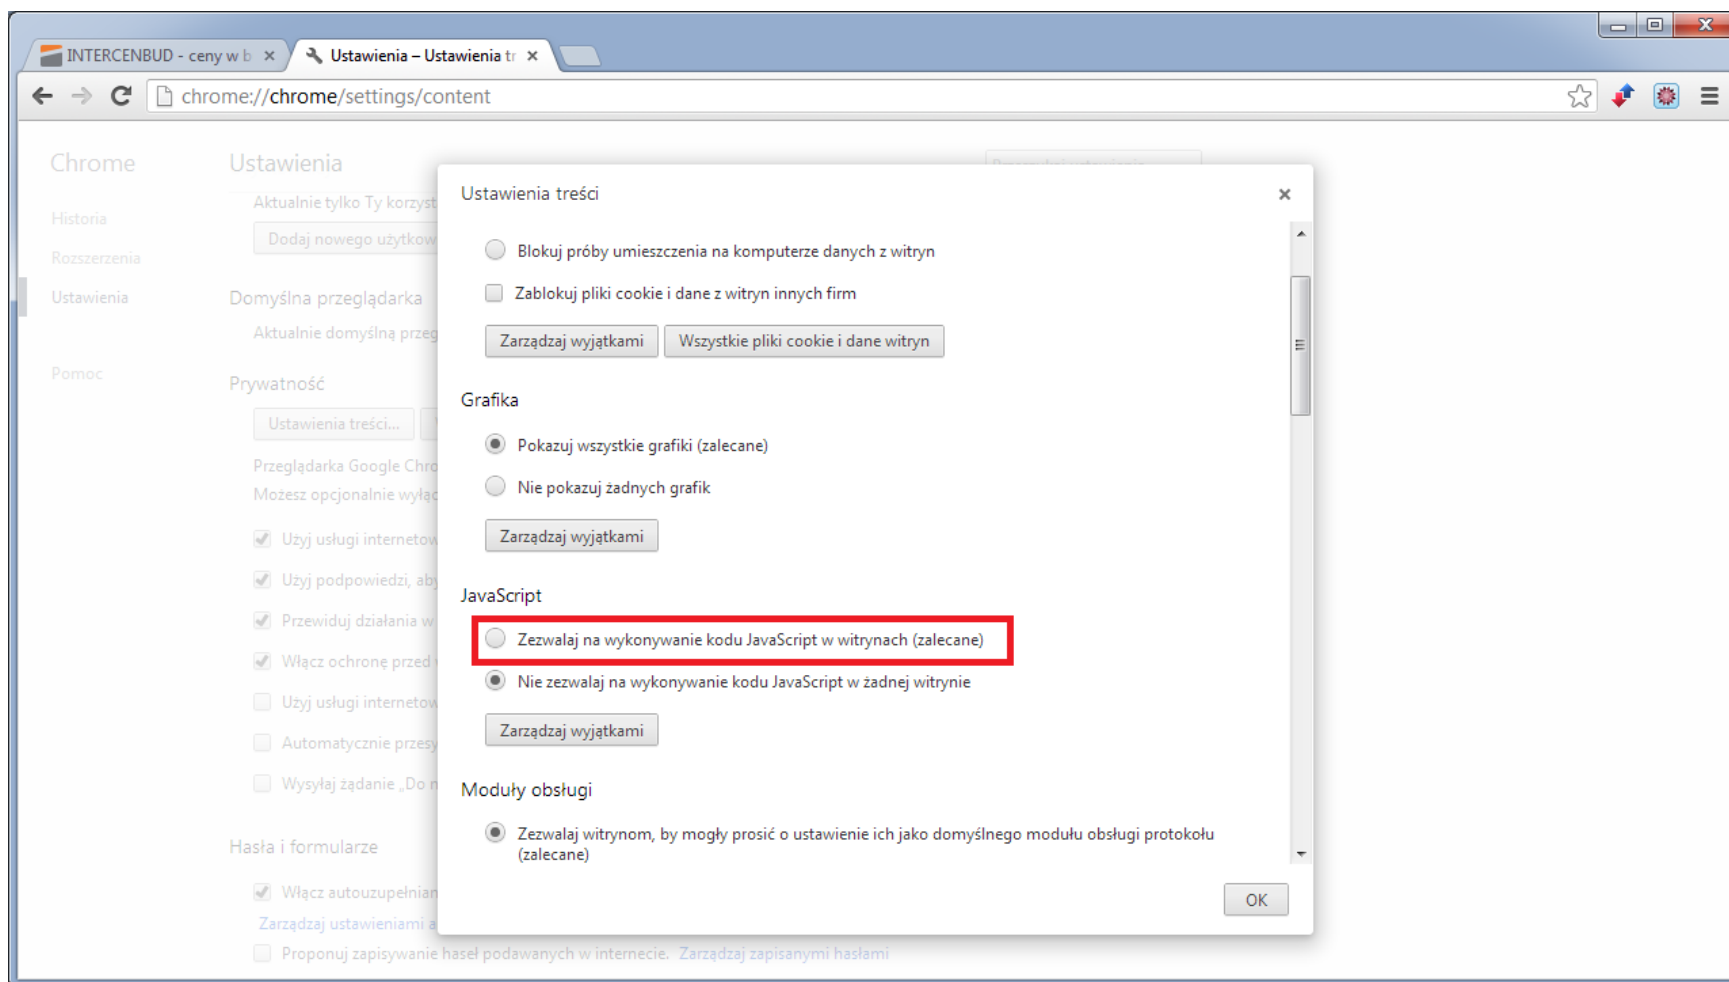 INTERCENBUD - ceny w b
Ustawienia – Ustawienia tr
chrome://chrome/settings/content
Chrome
Ustawienia
Historia
Rozszerzenia
Ustawienia
Pomoc
Aktualnie tylko Ty korzyst
Dodaj nowego użytkow
Domyślna przeglądarka
Aktualnie domyślną przeg
Prywatność
Ustawienia treści...
Przeglądarka Google Chro
Możesz opcjonalnie wyłąc
Użyj usługi internetow
Użyj podpowiedzi, aby
Przewiduj działania w
Włącz ochronę przed
Użyj usługi internetow
Automatycznie przesy
Wysyłaj żądanie „Do n
Hasła i formularze
Włącz autouzupełnian
Zarządzaj ustawieniami a
Proponuj zapisywanie haseł podawanych w internecie. Zarządzaj zapisanymi hasłami
Ustawienia treści
Blokuj próby umieszczenia na komputerze danych z witryn
Zablokuj pliki cookie i dane z witryn innych firm
Zarządzaj wyjątkami
Wszystkie pliki cookie i dane witryn
Grafika
Pokazuj wszystkie grafiki (zalecane)
Nie pokazuj żadnych grafik
Zarządzaj wyjątkami
JavaScript
Zezwalaj na wykonywanie kodu JavaScript w witrynach (zalecane)
Nie zezwalaj na wykonywanie kodu JavaScript w żadnej witrynie
Zarządzaj wyjątkami
Moduły obsługi
Zezwalaj witrynom, by mogły prosić o ustawienie ich jako domyślnego modułu obsługi protokołu
(zalecane)
OK